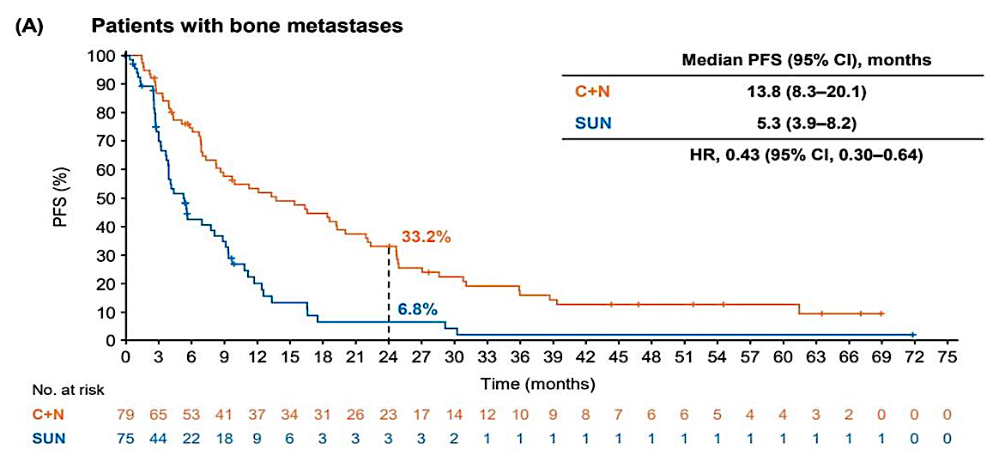 (A) Patients with bone metastases
Median PFS (95% CI), months
C+N 13.8 (8.3–20.1)
SUN 5.3 (3.9–8.2)
HR, 0.43 (95% CI, 0.30–0.64)
PFS (%)
100
90
80
70
60
50
40
30
20
10
0
33.2%
6.8%
0 3 6 9 12 15 18 21 24 27 30 33 36 39 42 45 48 51 54 57 60 63 66 69 72 75
Time (months)
No. at risk
C+N 79 65 53 41 37 34 31 26 23 17 14 12 10 9 8 7 6 6 5 4 4 3 2 0 0 0
SUN 75 44 22 18 9 6 3 3 3 3 2 1 1 1 1 1 1 1 1 1 1 1 1 1 0 0